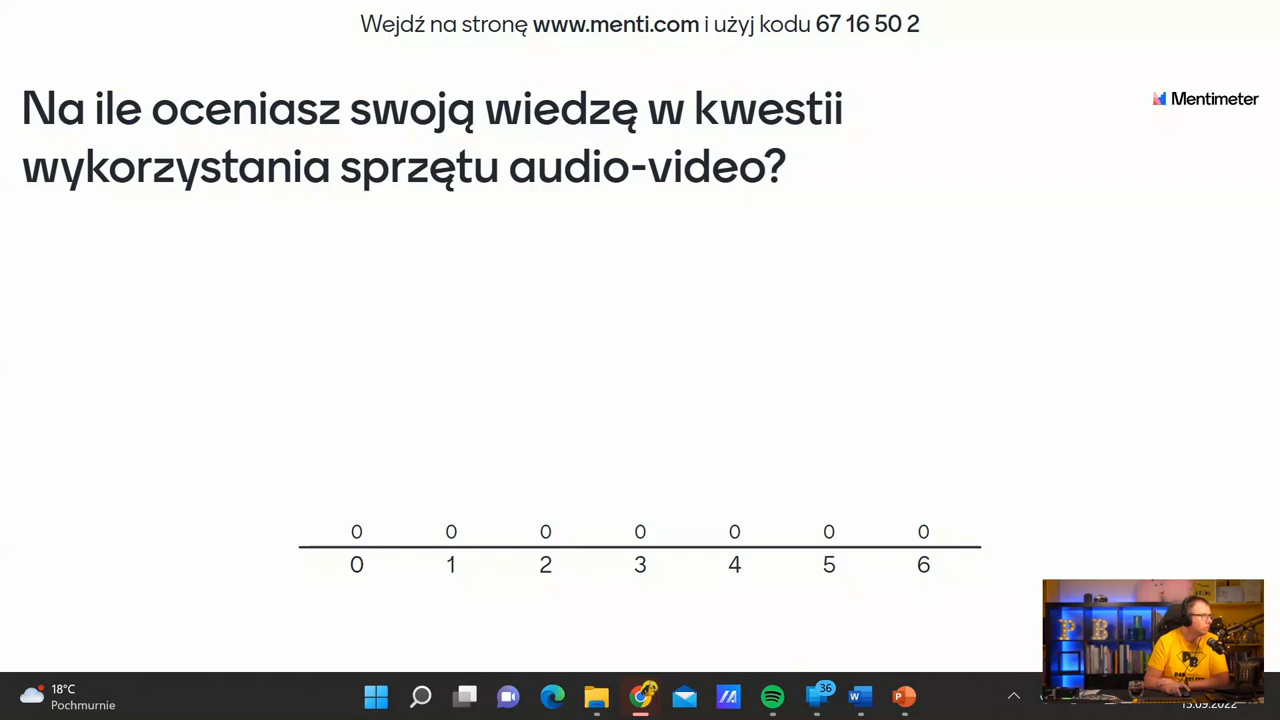 Wejdź na stronę www.menti.com i użyj kodu 67 16 50 2
Na ile oceniasz swoją wiedzę w kwestii
wykorzystania sprzętu audio-video?
Mentimeter
0 0 0 0 0 0 0
0 1 2 3 4 5 6
P B
PB
18°C
Pochmurnie
36